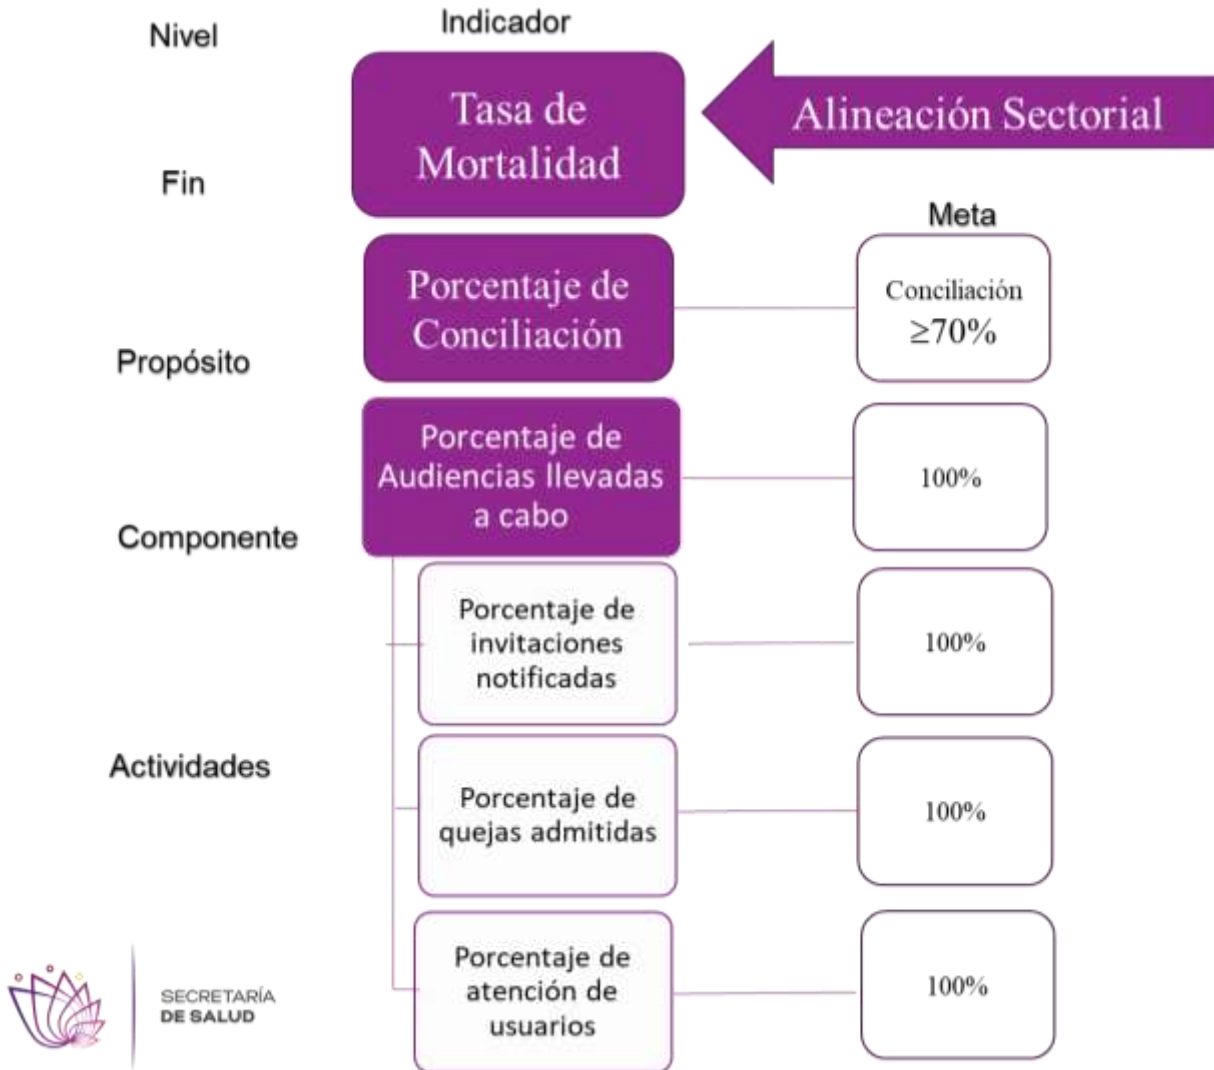 Nivel
Indicador
Tasa de
Mortalidad
Alineación Sectorial
Fin
Meta
Porcentaje de
Conciliación
Conciliación
≥70%
Propósito
Porcentaje de
Audiencias llevadas
a cabo
100%
Componente
Porcentaje de
invitaciones
notificadas
100%
Actividades
Porcentaje de
quejas admitidas
100%
Porcentaje de
atención de
usuarios
100%
SECRETARÍA
DE SALUD